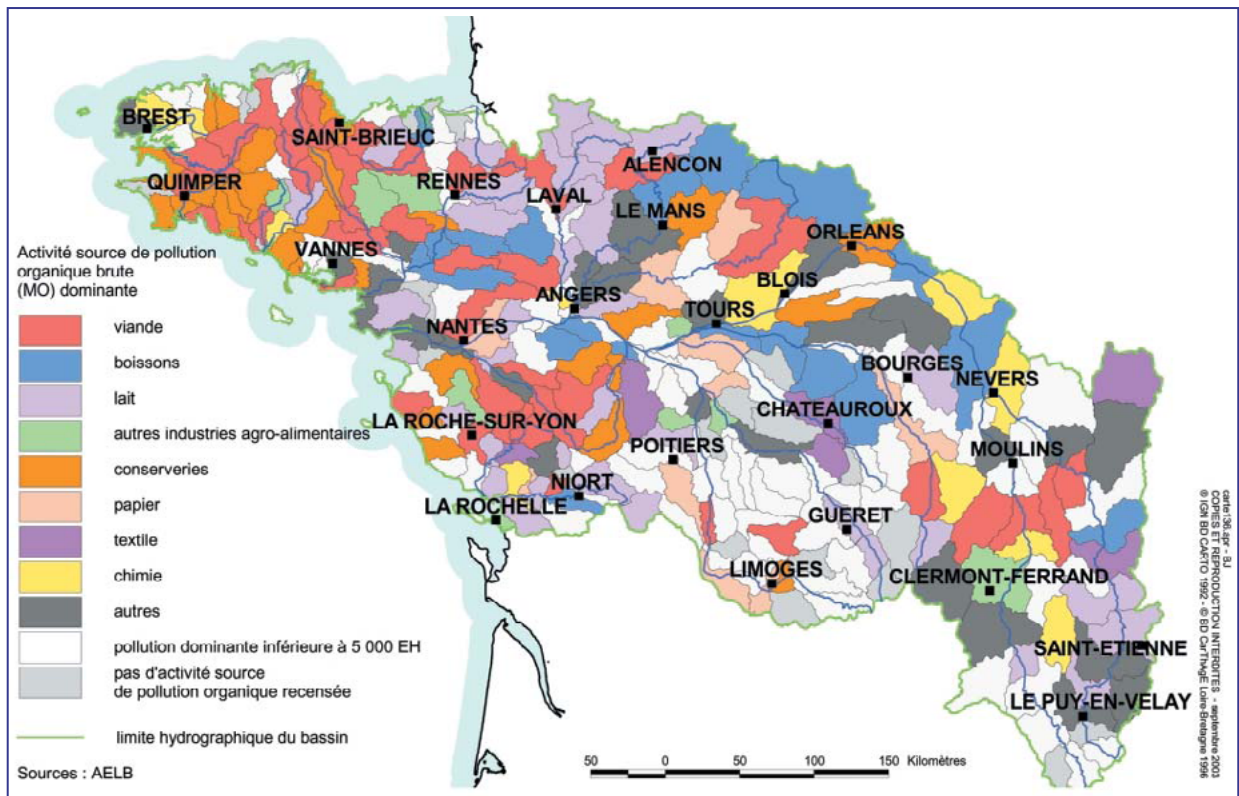 BREST
SAINT-BRIEUC
ALENCON
QUIMPER
RENNES
LAVAL
LE MANS
ORLEANS
VANNES
BLOIS
ANGERS
TOURS
NANTES
BOURGES
NEVERS
CHATEAUROUX
LA ROCHE-SUR-YON
POITIERS
MOULINS
NIORT
LA ROCHELLE
GUERET
LIMOGES
CLERMONT-FERRAND
SAINT-ETIENNE
LE PUY-EN-VELAY
Activité source de pollution
organique brute
(MO) dominante
viande
boissons
lait
autres industries agro-alimentaires
conserveries
papier
textile
chimie
autres
pollution dominante inférieure à 5 000 EH
pas d'activité source
de pollution organique recensée
limite hydrographique du bassin
Sources : AELB
50 0 50 100 150 Kilomètres
carte136.apr - BJ
COPIES ET REPRODUCTION INTERDITES - septembre 2003
© IGN BD CARTO 1992 - © BD CarThAgE Loire-Bretagne 1996